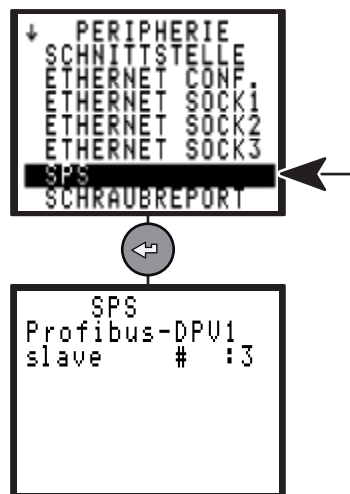 ↓ PERIPHERIE
SCHNITTSTELLE
ETHERNET CONF.
ETHERNET SOCK1
ETHERNET SOCK2
ETHERNET SOCK3
SPS
SCHRAUBREPORT
SPS
Profibus-DPV1
slave # :3